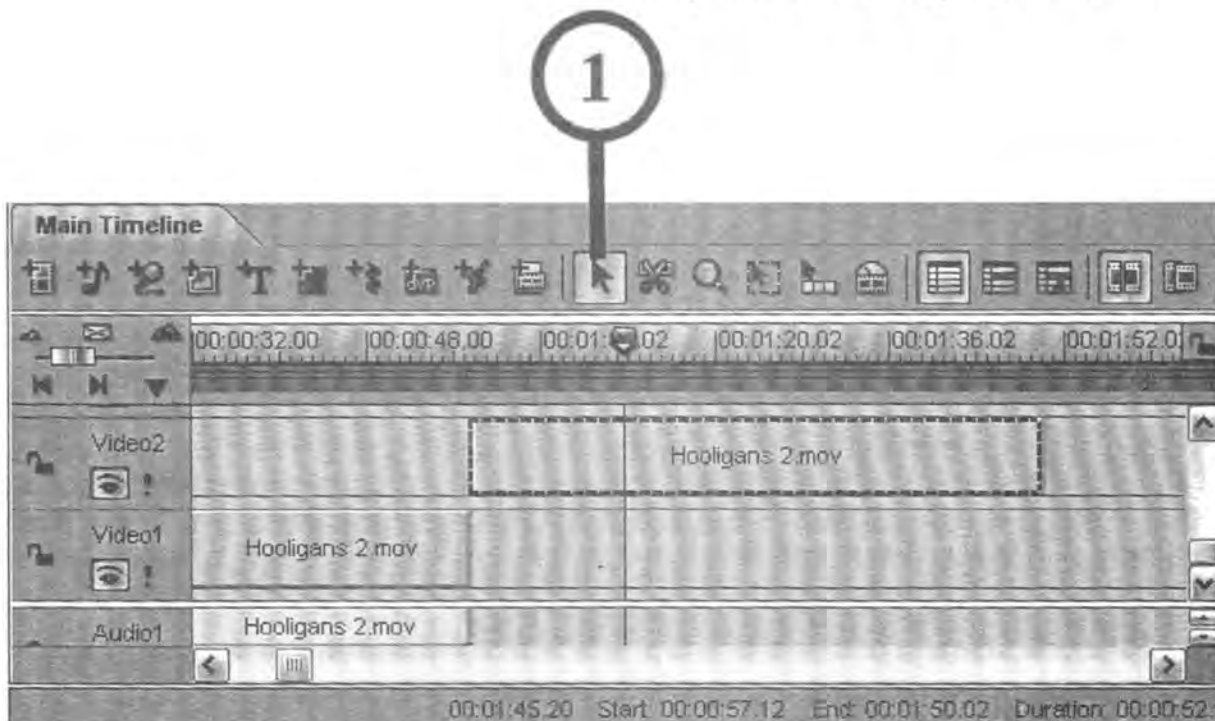 1
Main Timeline
T dvp
00:00:32.00 00:00:48.00 00:01: .02 00:01:20.02 00:01:36.02 00:01:52.0
Video2 !
Hooligans 2.mov
Video1 !
Hooligans 2.mov
Audio1
Hooligans 2.mov
00:01:45.20 Start: 00:00:57.12 End: 00:01:50.02 Duration: 00:00:52